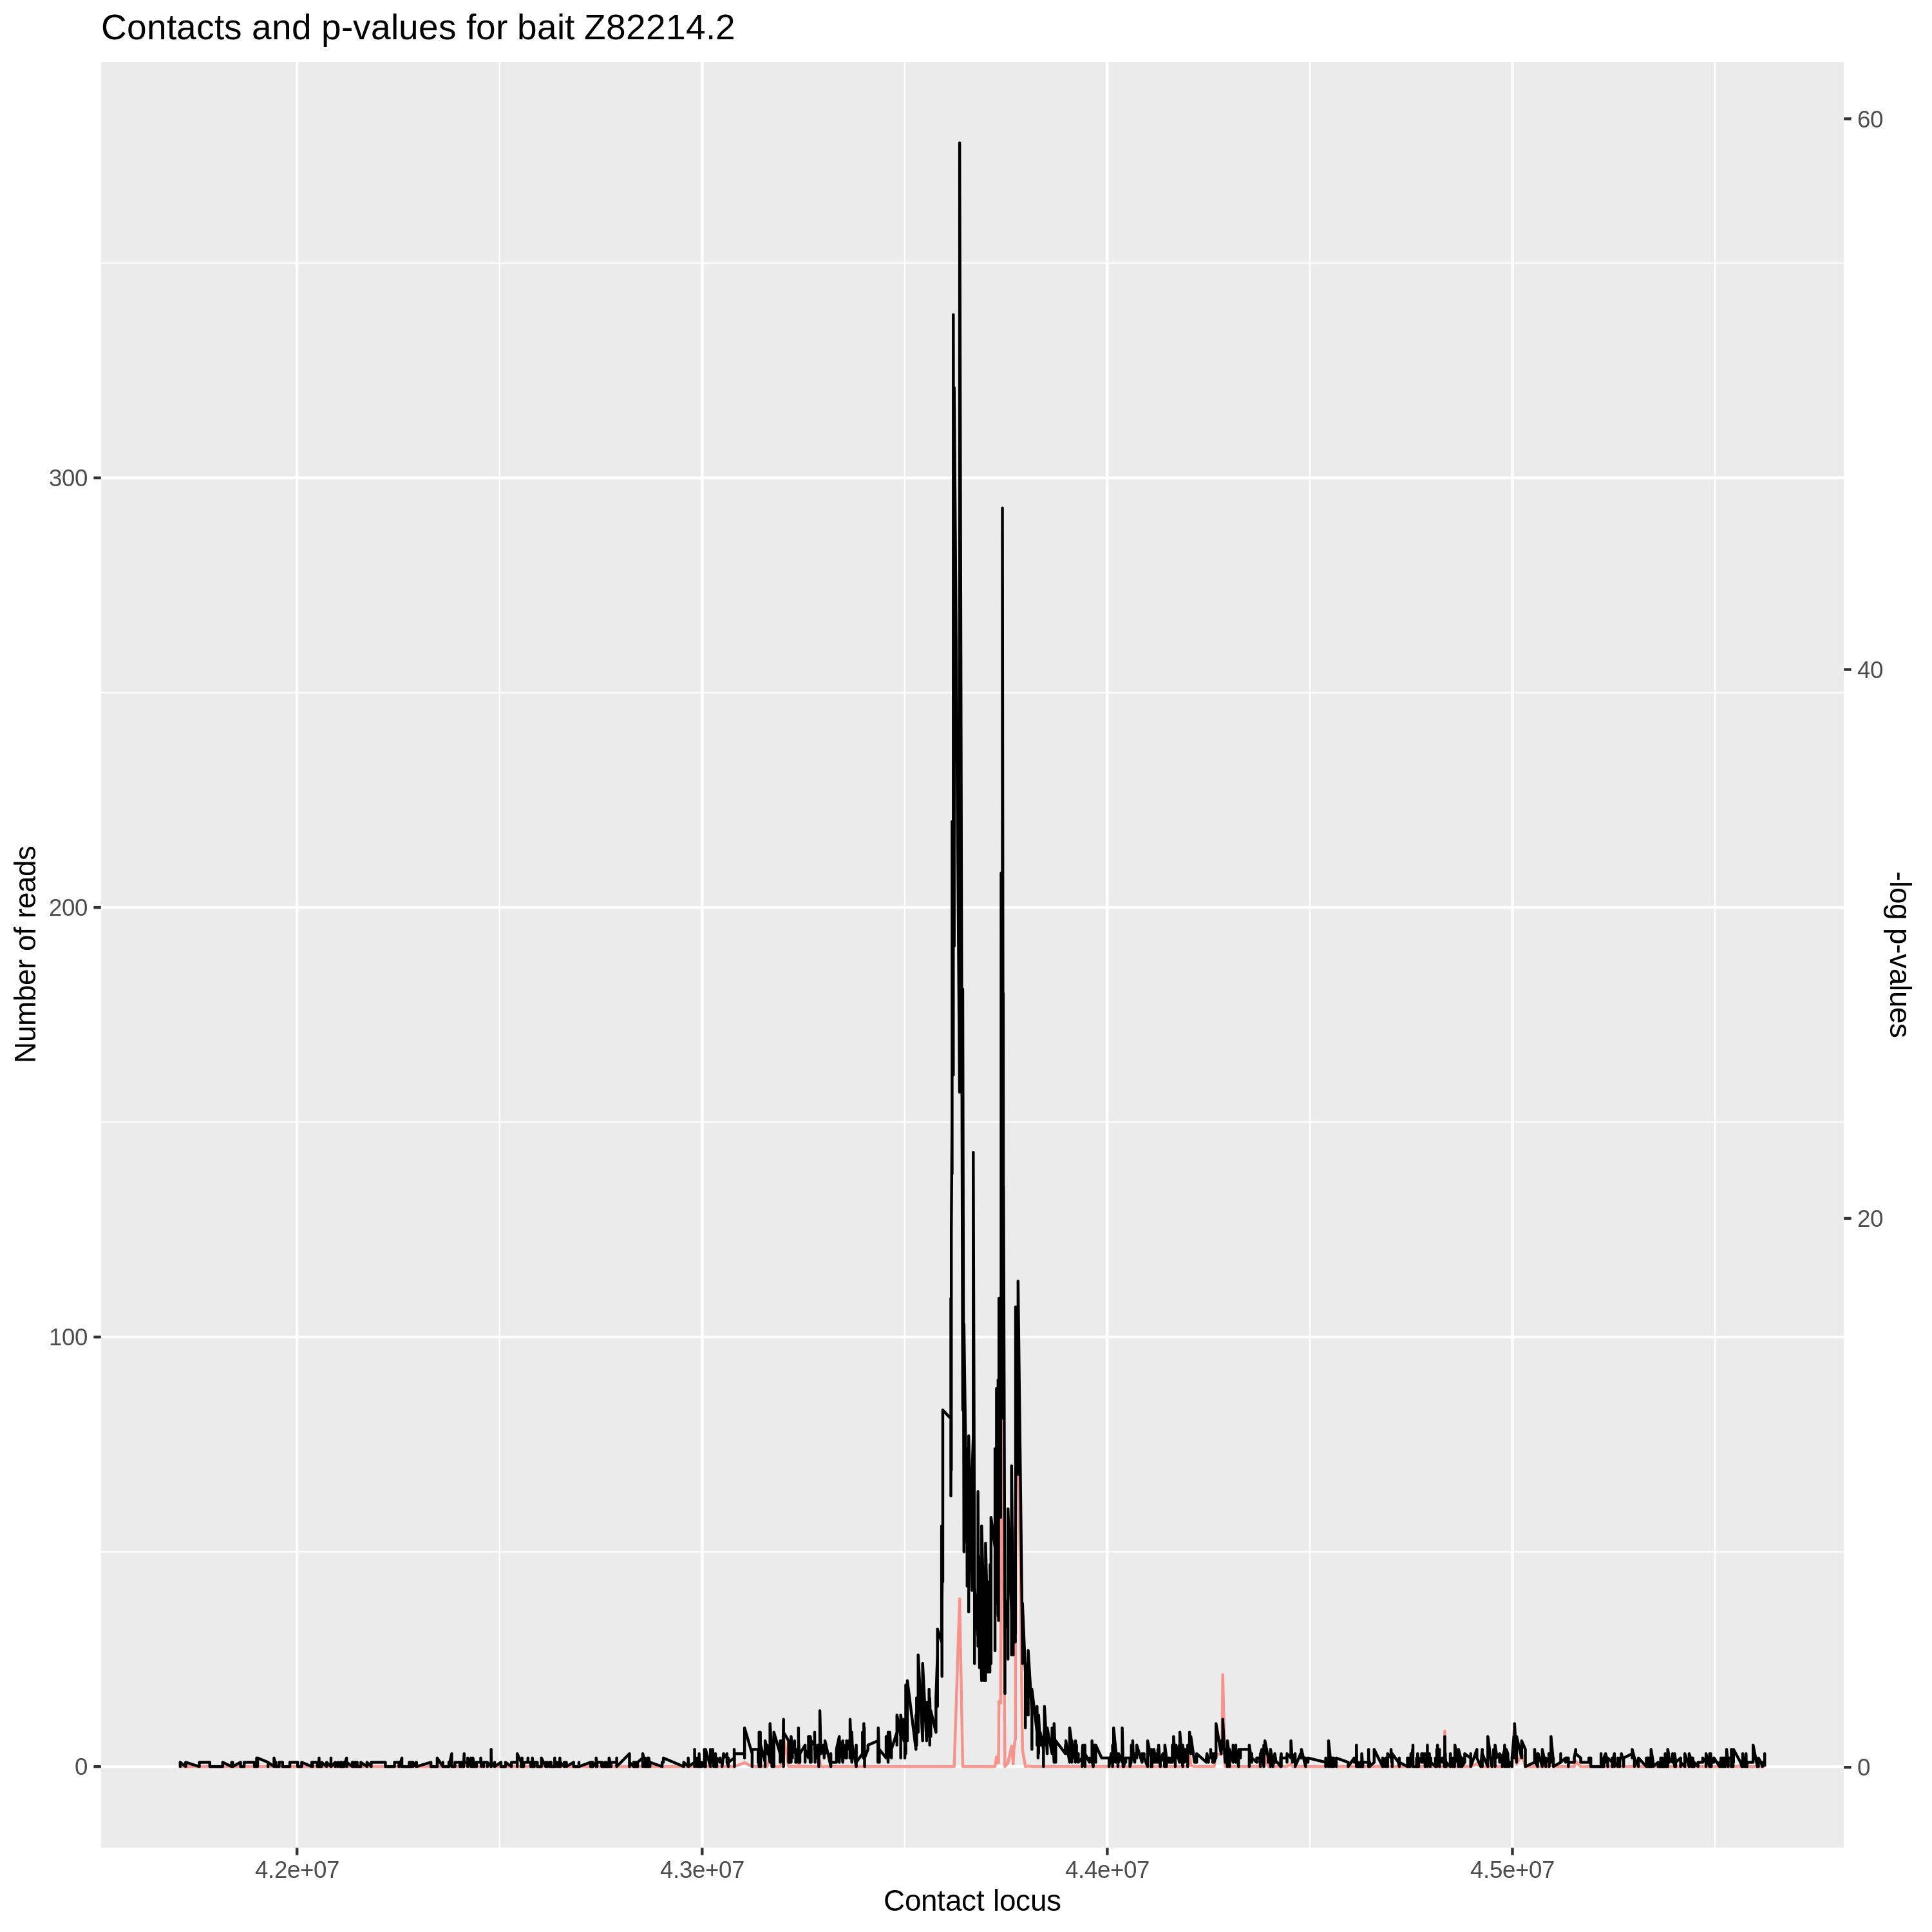 Contacts and p-values for bait Z82214.2
Number of reads
300
200
100
0
60
40
20
0
-log p-values
4.2e+07
4.3e+07
4.4e+07
4.5e+07
Contact locus